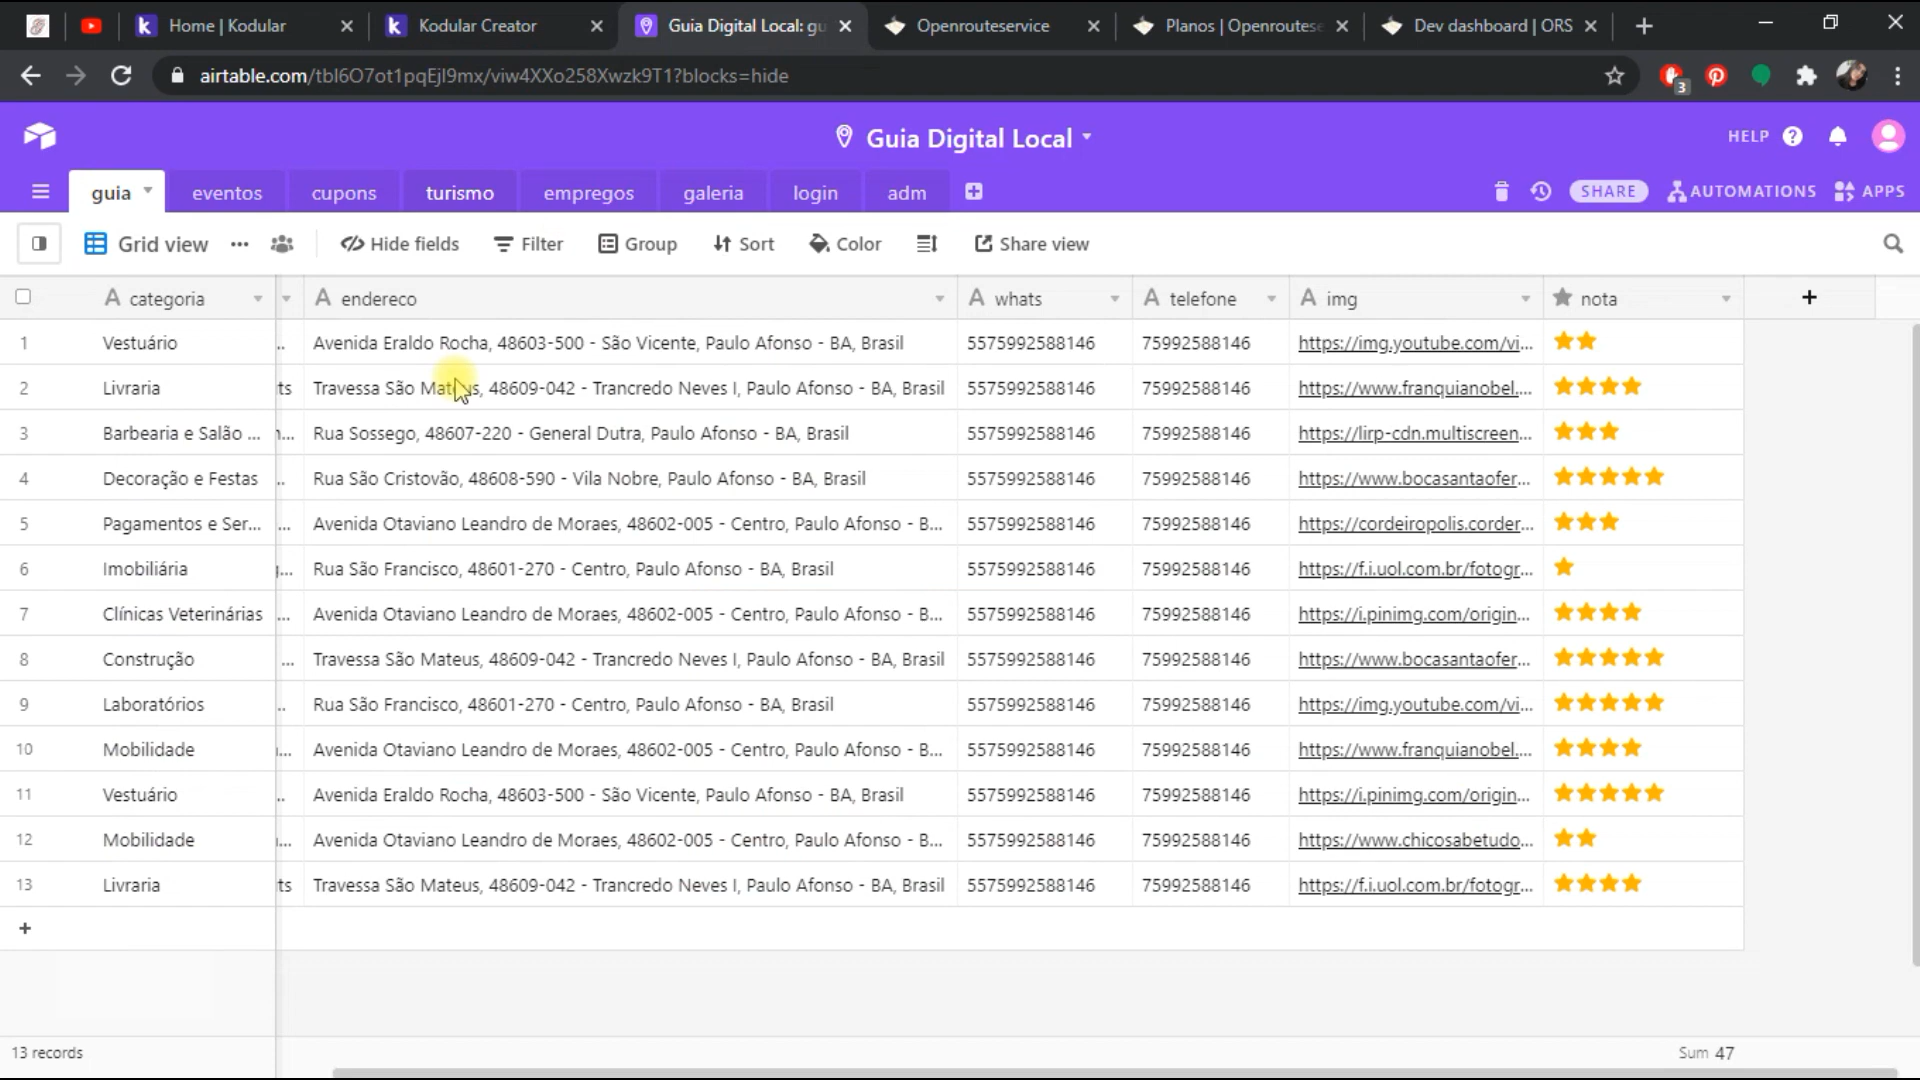 Home | Kodular
Kodular Creator
Guia Digital Local: gu
Openrouteservice
Planos | Openroutese
Dev dashboard | ORS
airtable.com/tbl6O7ot1pqEjl9mx/viw4XXo258Xwzk9T1?blocks=hide
3
Guia Digital Local
HELP
guia eventos cupons turismo empregos galeria login adm
SHARE AUTOMATIONS APPS
Grid view ... Hide fields Filter Group Sort Color Share view
categoria endereco whats telefone img nota
1 Vestuário .. Avenida Eraldo Rocha, 48603-500 - São Vicente, Paulo Afonso - BA, Brasil 5575992588146 75992588146 https://img.youtube.com/vi...
2 Livraria ts Travessa São Mateus, 48609-042 - Trancredo Neves I, Paulo Afonso - BA, Brasil 5575992588146 75992588146 https://www.franquianobel....
3 Barbearia e Salão ... ... Rua Sossego, 48607-220 - General Dutra, Paulo Afonso - BA, Brasil 5575992588146 75992588146 https://lirp-cdn.multiscreen...
4 Decoração e Festas .. Rua São Cristovão, 48608-590 - Vila Nobre, Paulo Afonso - BA, Brasil 5575992588146 75992588146 https://www.bocasantaofer...
5 Pagamentos e Ser... ... Avenida Otaviano Leandro de Moraes, 48602-005 - Centro, Paulo Afonso - B... 5575992588146 75992588146 https://cordeiropolis.corder...
6 Imobiliária ... Rua São Francisco, 48601-270 - Centro, Paulo Afonso - BA, Brasil 5575992588146 75992588146 https://f.i.uol.com.br/fotogr...
7 Clínicas Veterinárias ... Avenida Otaviano Leandro de Moraes, 48602-005 - Centro, Paulo Afonso - B... 5575992588146 75992588146 https://i.pinimg.com/origin...
8 Construção ... Travessa São Mateus, 48609-042 - Trancredo Neves I, Paulo Afonso - BA, Brasil 5575992588146 75992588146 https://www.bocasantaofer...
9 Laboratórios .. Rua São Francisco, 48601-270 - Centro, Paulo Afonso - BA, Brasil 5575992588146 75992588146 https://img.youtube.com/vi...
10 Mobilidade ... Avenida Otaviano Leandro de Moraes, 48602-005 - Centro, Paulo Afonso - B... 5575992588146 75992588146 https://www.franquianobel....
11 Vestuário .. Avenida Eraldo Rocha, 48603-500 - São Vicente, Paulo Afonso - BA, Brasil 5575992588146 75992588146 https://i.pinimg.com/origin...
12 Mobilidade ... Avenida Otaviano Leandro de Moraes, 48602-005 - Centro, Paulo Afonso - B... 5575992588146 75992588146 https://www.chicosabetudo...
13 Livraria ts Travessa São Mateus, 48609-042 - Trancredo Neves I, Paulo Afonso - BA, Brasil 5575992588146 75992588146 https://f.i.uol.com.br/fotogr...
13 records Sum 47